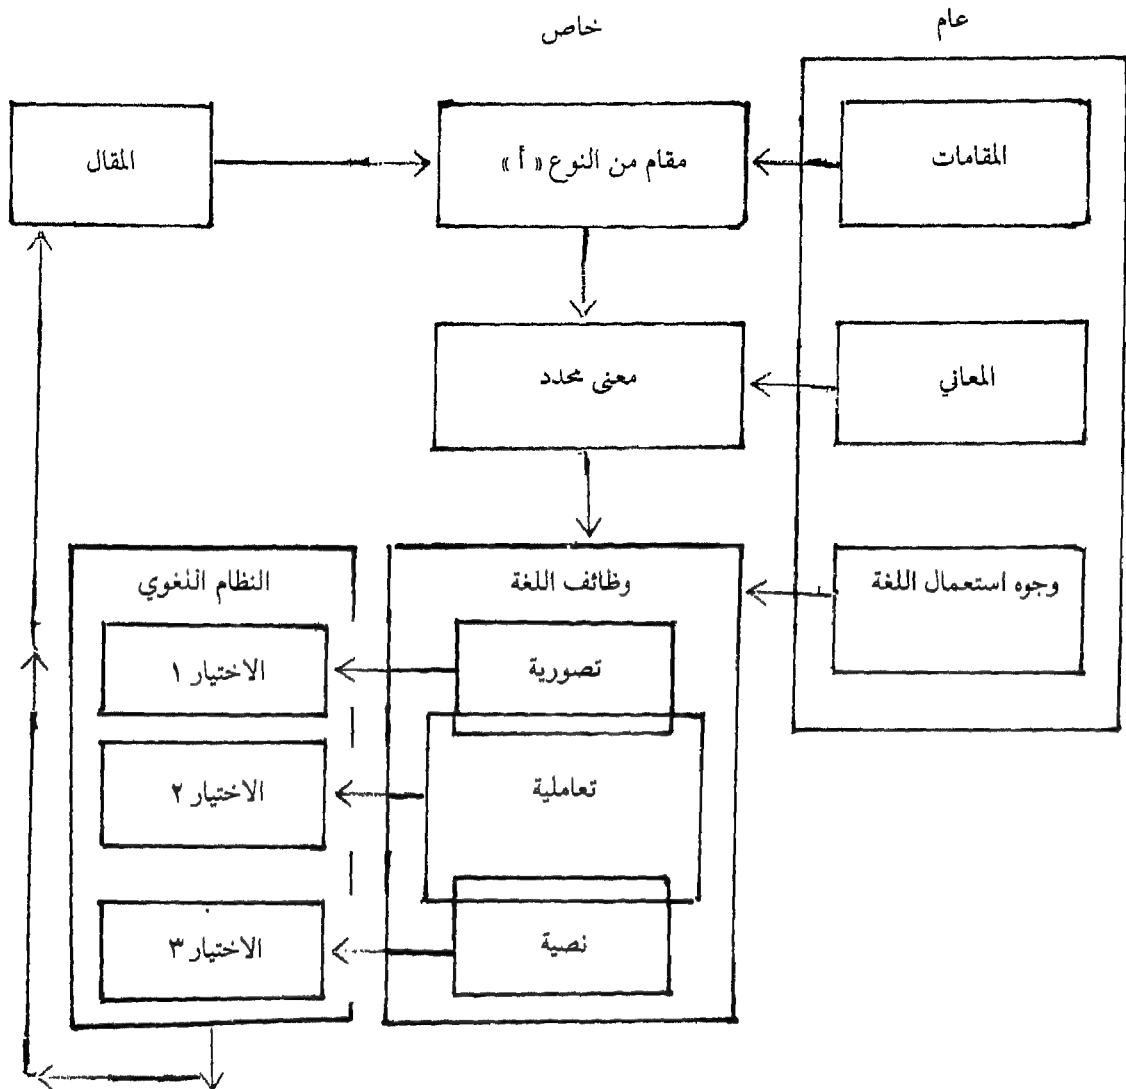 عام
خاص
المقامات
مقام من النوع « أ »
المقال
المعاني
معنى محدد
وجوه استعمال اللغة
وظائف اللغة
النظام اللغوي
تصورية
الاختيار ١
تعاملية
الاختيار ٢
نصية
الاختيار ٣